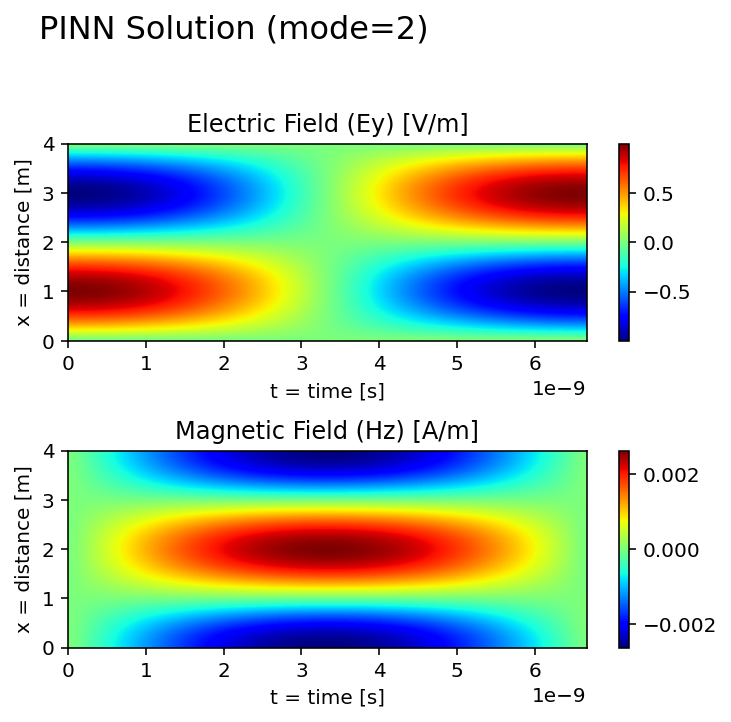 PINN Solution (mode=2)
Electric Field (Ey) [V/m]
x = distance [m]
4
3
2
1
0
0 1 2 3 4 5 6
1e−9
t = time [s]
0.5
0.0
−0.5
Magnetic Field (Hz) [A/m]
x = distance [m]
4
3
2
1
0
0 1 2 3 4 5 6
1e−9
t = time [s]
0.002
0.000
−0.002